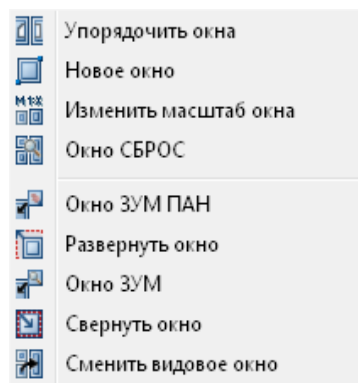 Упорядочить окна
Новое окно
М 1:X
Изменить масштаб окна
Окно СБРОС
Окно ЗУМ ПАН
Развернуть окно
Окно ЗУМ
Свернуть окно
Сменить видовое окно